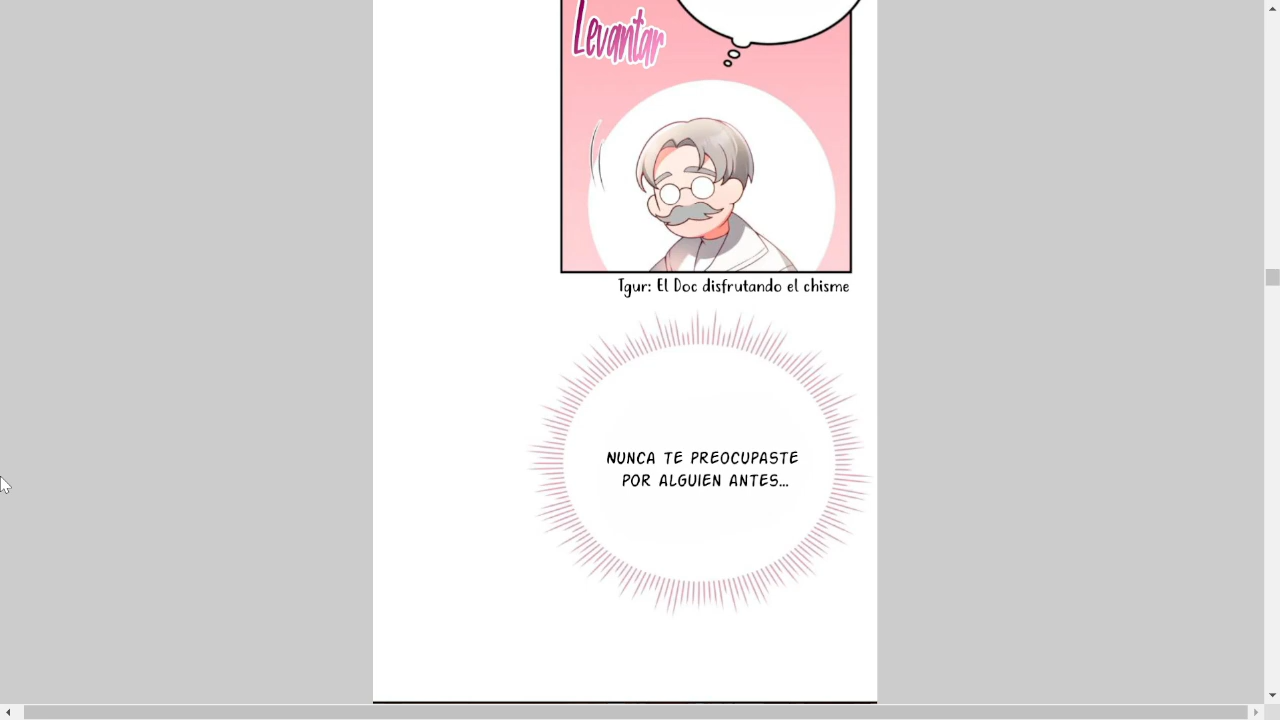 Levantar
Tgur: El Doc disfrutando el chisme
NUNCA TE PREOCUPASTE
POR ALGUIEN ANTES...